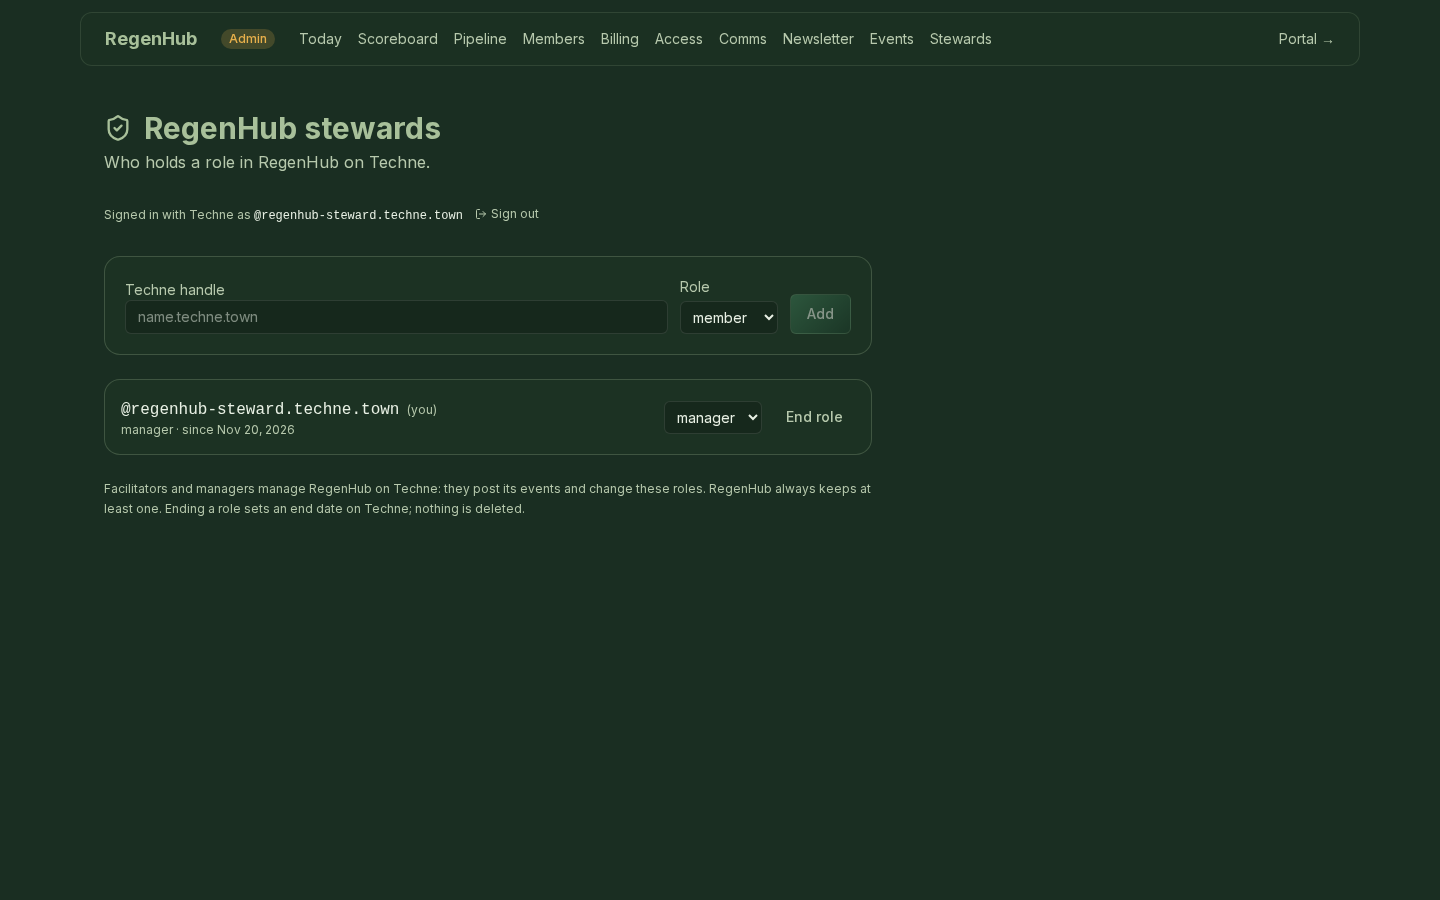 RegenHub Admin Today Scoreboard Pipeline Members Billing Access Comms Newsletter Events Stewards Portal →
RegenHub stewards
Who holds a role in RegenHub on Techne.
Signed in with Techne as @regenhub-steward.techne.town Sign out
Techne handle Role
name.techne.town member Add
@regenhub-steward.techne.town (you) manager End role
manager · since Nov 20, 2026
Facilitators and managers manage RegenHub on Techne: they post its events and change these roles. RegenHub always keeps at
least one. Ending a role sets an end date on Techne; nothing is deleted.